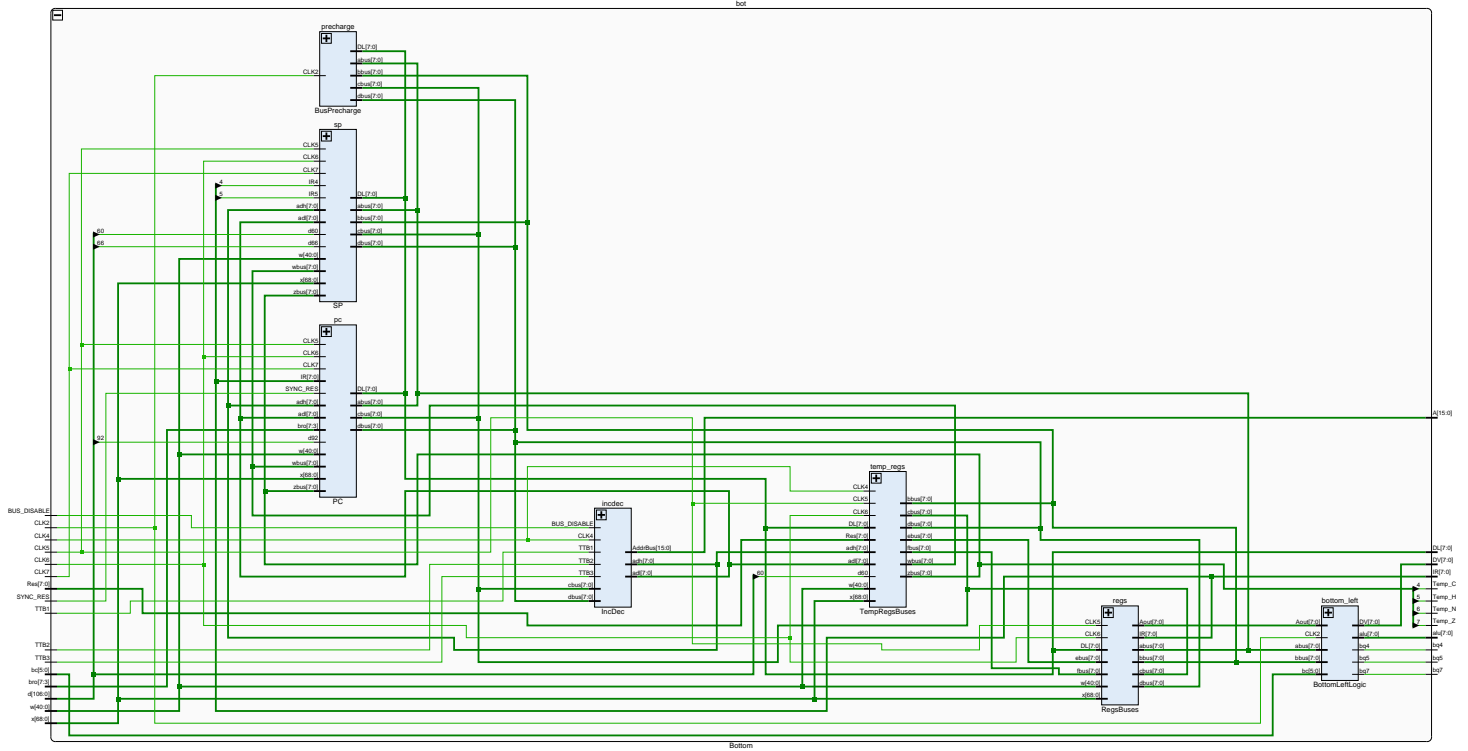 bot
precharge
CLK2
DL[7:0]
abus[7:0]
bbus[7:0]
cbus[7:0]
dbus[7:0]
BusPrecharge
sp
CLK5
CLK6
CLK7
4
IR4
5
IR5
adh[7:0]
adl[7:0]
60
d60
66
d66
w[40:0]
wbus[7:0]
x[68:0]
zbus[7:0]
DL[7:0]
abus[7:0]
bbus[7:0]
cbus[7:0]
dbus[7:0]
SP
pc
CLK5
CLK6
CLK7
IR[7:0]
SYNC_RES
adh[7:0]
adl[7:0]
bro[7:3]
92
d92
w[40:0]
wbus[7:0]
x[68:0]
zbus[7:0]
DL[7:0]
abus[7:0]
cbus[7:0]
dbus[7:0]
PC
BUS_DISABLE
CLK2
CLK4
CLK5
CLK6
CLK7
Res[7:0]
SYNC_RES
TTB1
TTB2
TTB3
bc[5:0]
bro[7:3]
d[106:0]
w[40:0]
x[68:0]
incdec
BUS_DISABLE
CLK4
TTB1
TTB2
TTB3
cbus[7:0]
dbus[7:0]
AddrBus[15:0]
adh[7:0]
adl[7:0]
IncDec
temp_regs
CLK4
CLK5
CLK6
DL[7:0]
Res[7:0]
adh[7:0]
adl[7:0]
60
d60
w[40:0]
x[68:0]
bbus[7:0]
cbus[7:0]
dbus[7:0]
ebus[7:0]
fbus[7:0]
wbus[7:0]
zbus[7:0]
TempRegsBuses
regs
CLK5
CLK6
DL[7:0]
ebus[7:0]
fbus[7:0]
w[40:0]
x[68:0]
Aout[7:0]
IR[7:0]
abus[7:0]
bbus[7:0]
cbus[7:0]
dbus[7:0]
RegsBuses
bottom_left
Aout[7:0]
CLK2
abus[7:0]
bbus[7:0]
bc[5:0]
DV[7:0]
alu[7:0]
bq4
bq5
bq7
BottomLeftLogic
A[15:0]
DL[7:0]
DV[7:0]
IR[7:0]
4
Temp_C
5
Temp_H
6
Temp_N
7
Temp_Z
alu[7:0]
bq4
bq5
bq7
Bottom